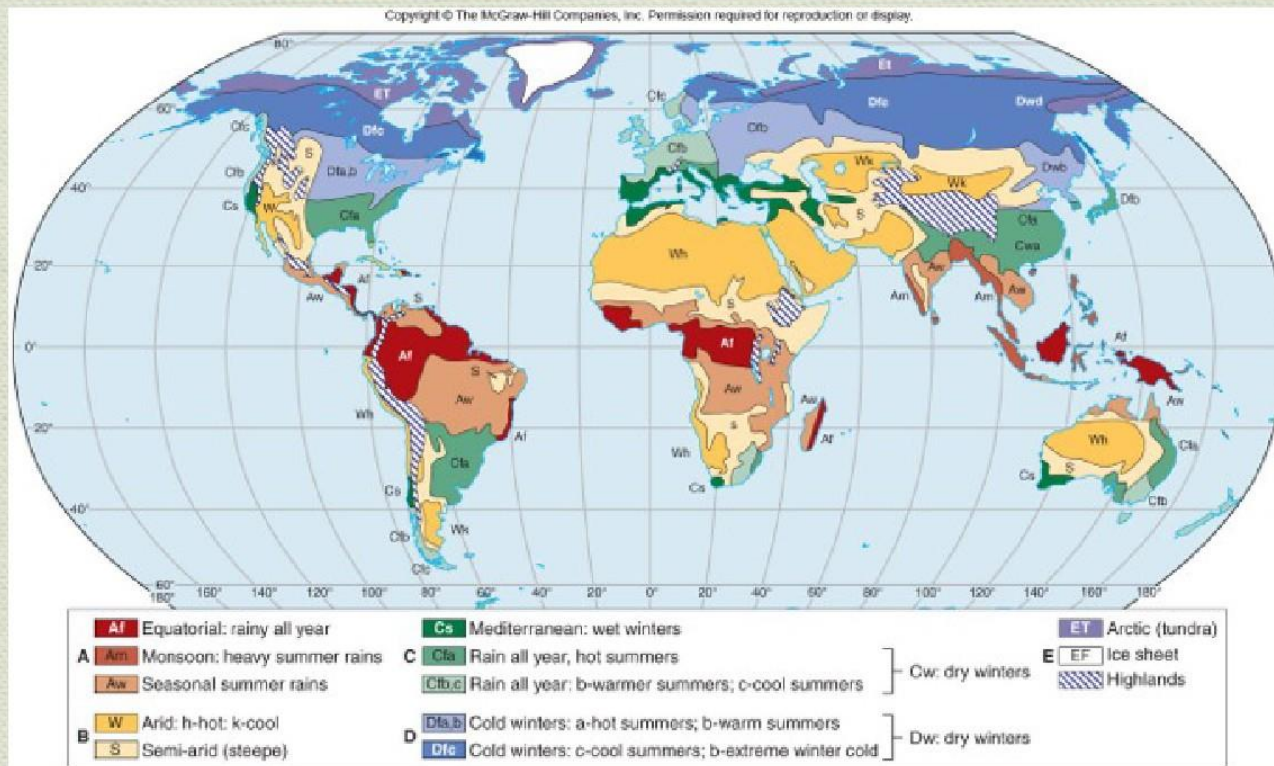 Copyright © The McGraw-Hill Companies, Inc. Permission required for reproduction or display.
80°
ET
Et
60°
Cfc
Dfc
Cfc
Dfb
Dfc
Dwd
S
Cfb
Dfa,b
Cfb
Wk
Wk
Dwb
40°
Cs
W
Cfa
S
Cfa
Dfb
Cwa
20°
Wh
Aw
Af
S
S
Am
Aw
Am
Aw
Af
0°
Af
Af
S
Aw
Aw
Aw
Aw
Wh
20°
Af
Af
Cfa
S
Wh
Wh
Cfa
Cs
Cs
Cs
S
Cfb
40°
Cfb
Wk
Cfc
60°
180°
160°
140°
120°
100°
80°
60°
40°
20°
0°
20°
40°
60°
80°
100°
120°
140°
160°
180°
A
Af Equatorial: rainy all year
Am Monsoon: heavy summer rains
Aw Seasonal summer rains
B
W Arid: h-hot: k-cool
S Semi-arid (steepe)
C
Cs Mediterranean: wet winters
Cfa Rain all year, hot summers
Cfb,c Rain all year: b-warmer summers; c-cool summers
Cw: dry winters
D
Dfa,b Cold winters: a-hot summers; b-warm summers
Dfc Cold winters: c-cool summers; b-extreme winter cold
Dw: dry winters
E
ET Arctic (tundra)
EF Ice sheet
Highlands